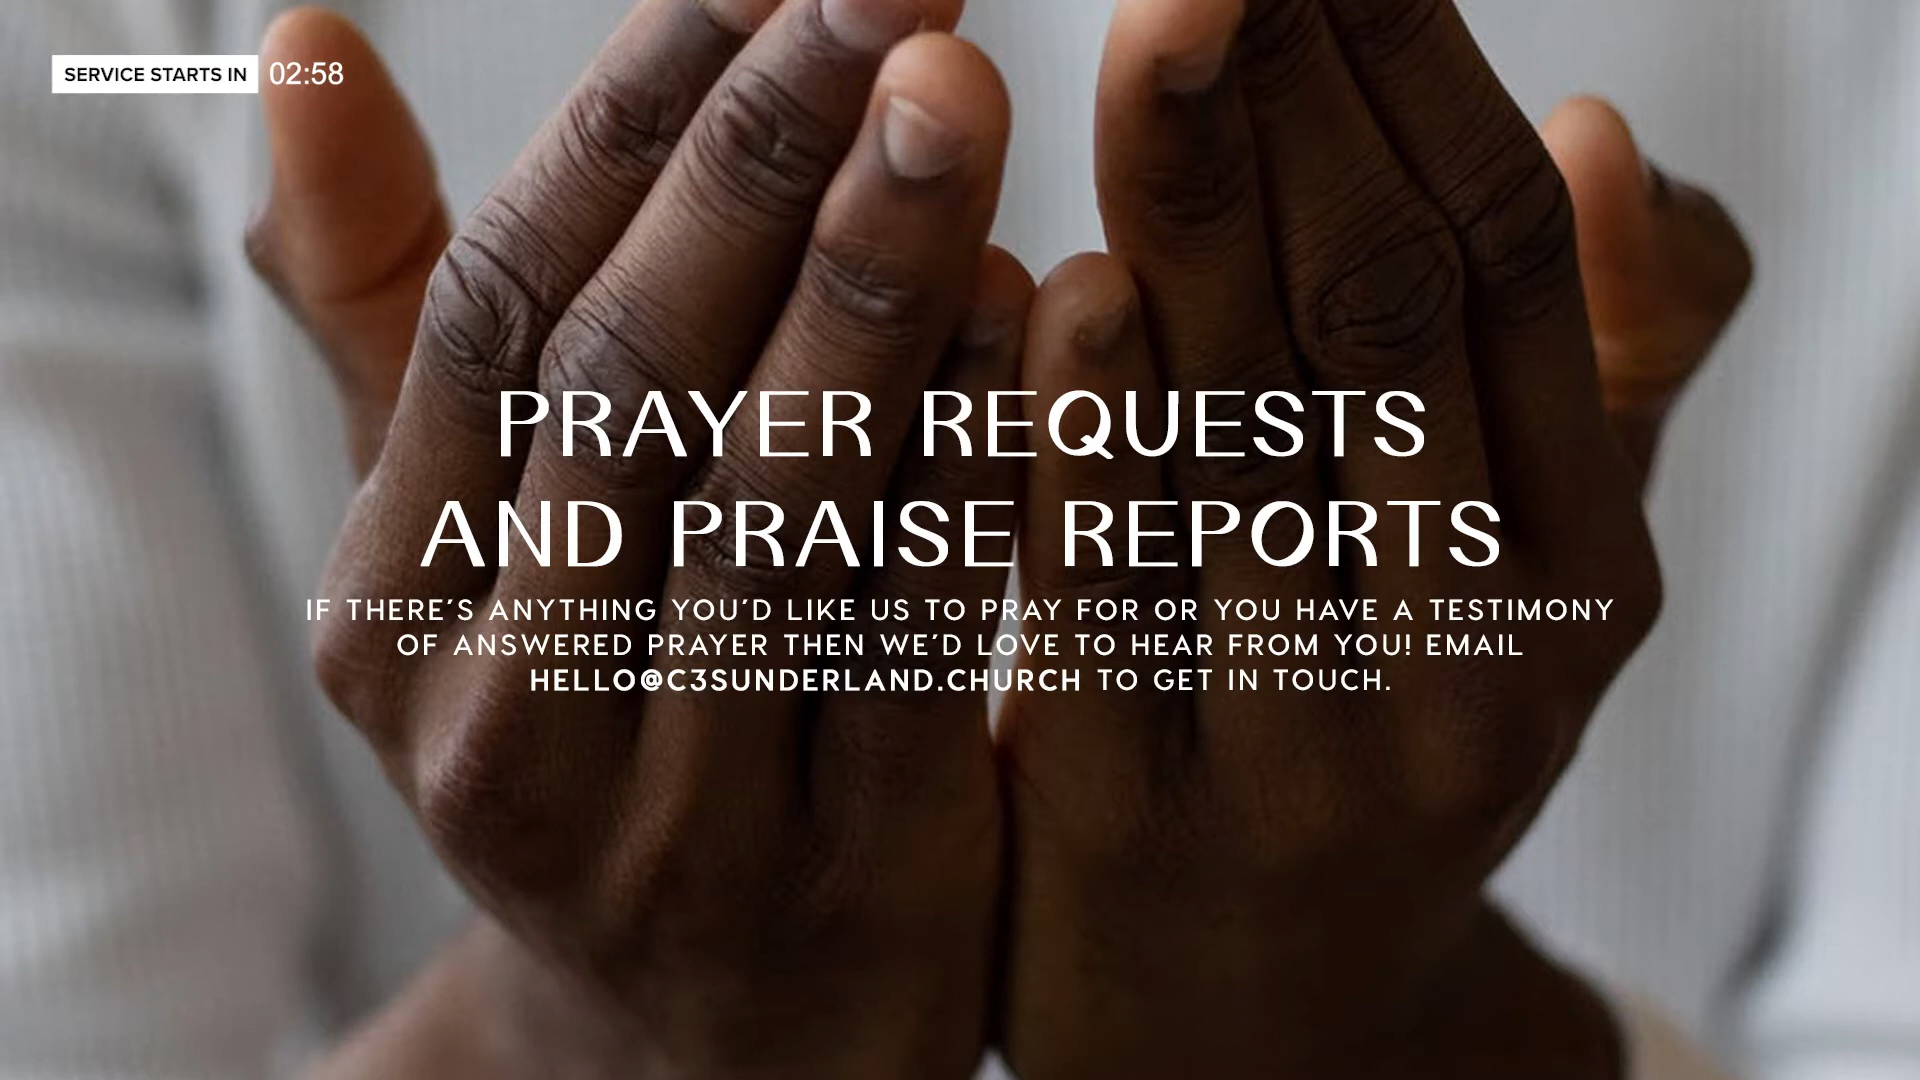 SERVICE STARTS IN 02:58
PRAYER REQUESTS
AND PRAISE REPORTS
IF THERE'S ANYTHING YOU'D LIKE US TO PRAY FOR OR YOU HAVE A TESTIMONY
OF ANSWERED PRAYER THEN WE'D LOVE TO HEAR FROM YOU! EMAIL
HELLO@C3SUNDERLAND.CHURCH TO GET IN TOUCH.